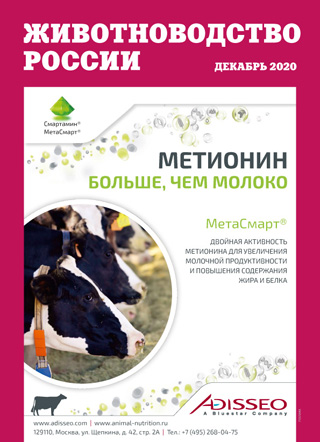 ЖИВОТНОВОДСТВО
РОССИИ
ДЕКАБРЬ 2020
Смартамин®
МетаСмарт®
МЕТИОНИН
БОЛЬШЕ, ЧЕМ МОЛОКО
МетаСмарт®
ДВОЙНАЯ АКТИВНОСТЬ
МЕТИОНИНА ДЛЯ УВЕЛИЧЕНИЯ
МОЛОЧНОЙ ПРОДУКТИВНОСТИ
И ПОВЫШЕНИЯ СОДЕРЖАНИЯ
ЖИРА И БЕЛКА
ADISSEO
A Bluestar Company
www.adisseo.com | www.animal-nutrition.ru
129110, Москва, ул. Щепкина, д. 42, стр. 2А | Тел.: +7 (495) 268-04-75